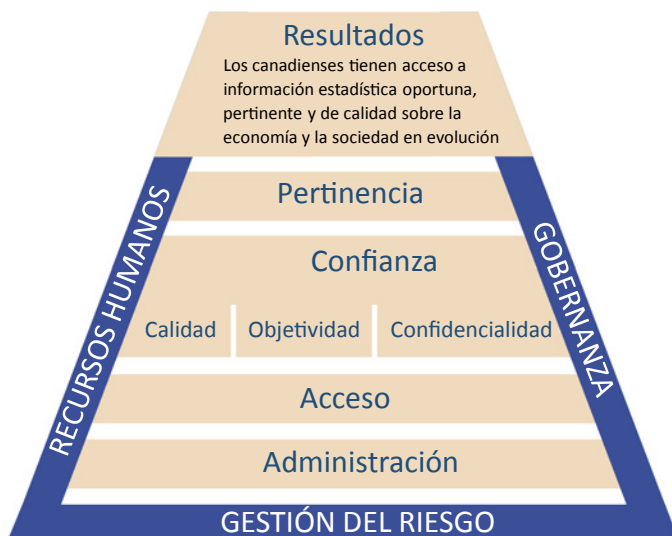 Resultados
Los canadienses tienen acceso a
información estadística oportuna,
pertinente y de calidad sobre la
economía y la sociedad en evolución
RECURSOS HUMANOS
GOBERNANZA
Pertinencia
Confianza
Calidad
Objetividad
Confidencialidad
Acceso
Administración
GESTIÓN DEL RIESGO